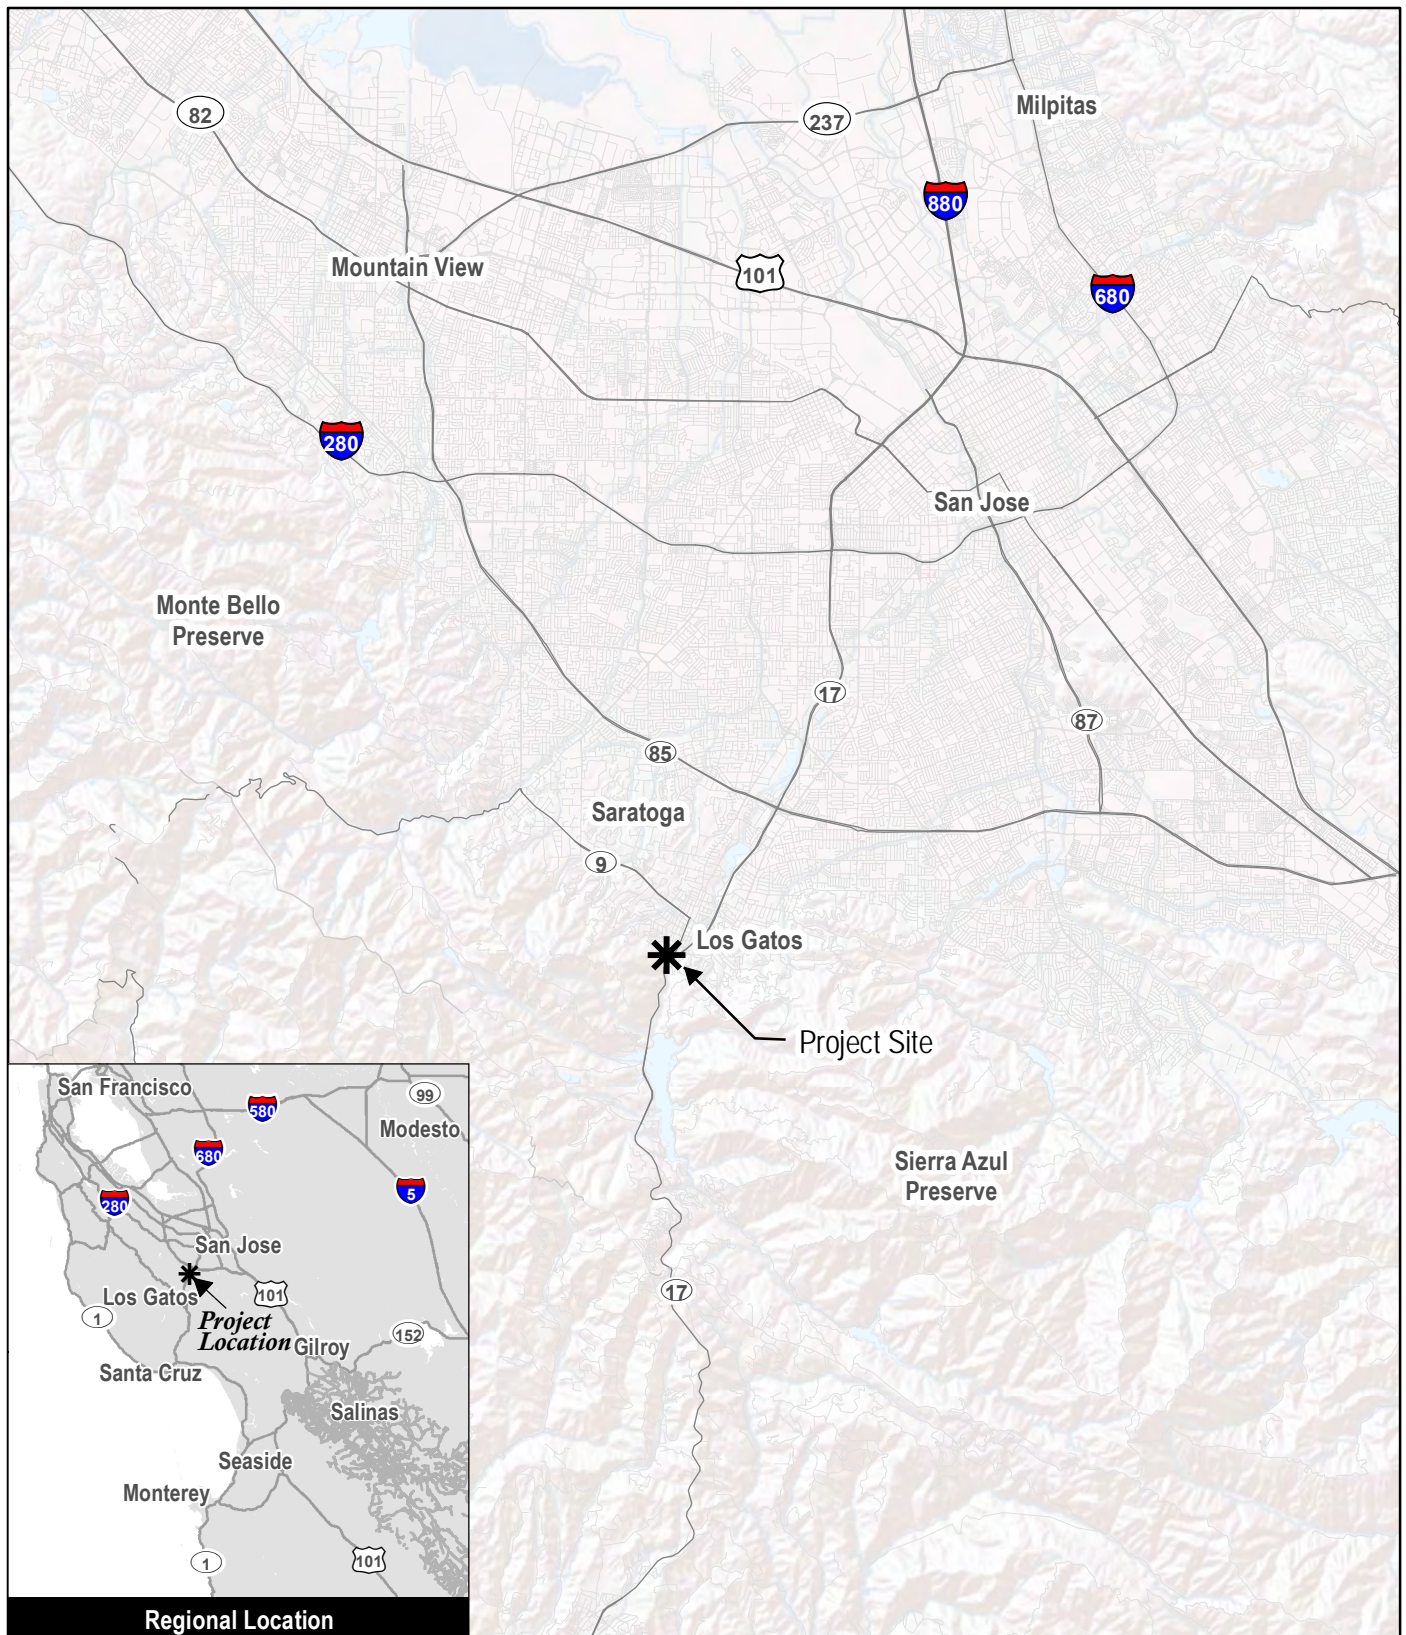 82
237
Milpitas
880
Mountain View
101
680
280
San Jose
Monte Bello
Preserve
17
87
85
Saratoga
9
Los Gatos
Project Site
Sierra Azul
Preserve
17
San Francisco
99
580
Modesto
680
5
280
San Jose
101
Los Gatos
1
Project
Location
152
Gilroy
Santa Cruz
Salinas
Seaside
Monterey
1
101
Regional Location